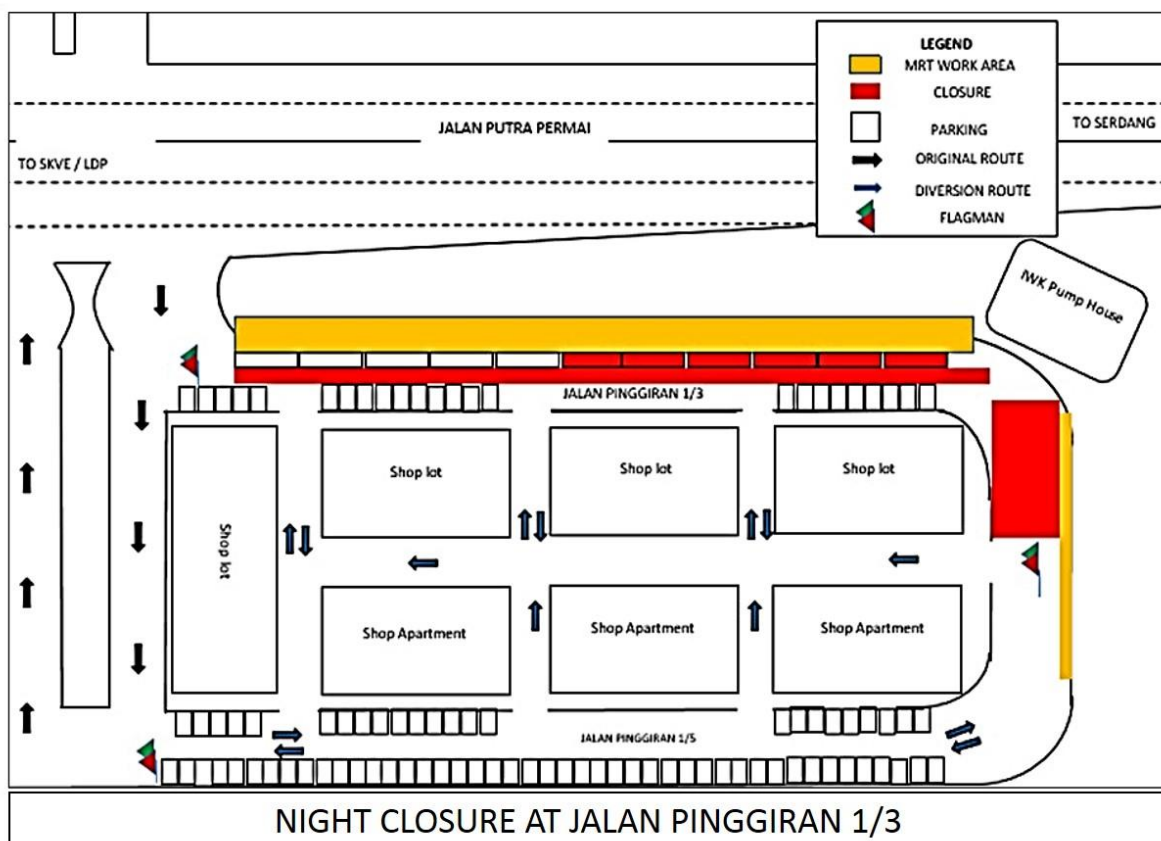 LEGEND
MRT WORK AREA
CLOSURE
PARKING
ORIGINAL ROUTE
DIVERSION ROUTE
FLAGMAN
JALAN PUTRA PERMAI
TO SERDANG
TO SKVE / LDP
IWK Pump House
JALAN PINGGIRAN 1/3
Shop lot
Shop lot
Shop lot
Shop lot
Shop Apartment
Shop Apartment
Shop Apartment
JALAN PINGGIRAN 1/5
NIGHT CLOSURE AT JALAN PINGGIRAN 1/3